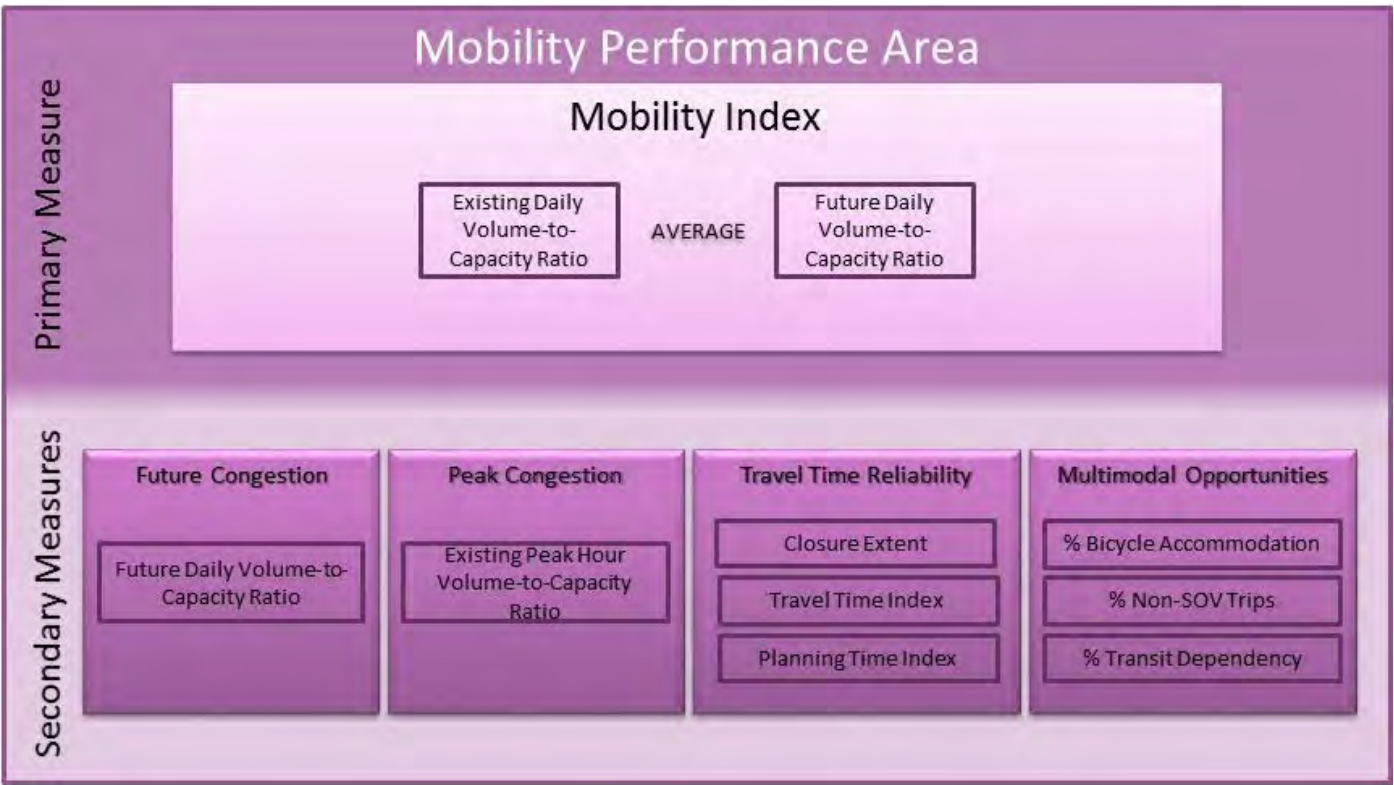 Mobility Performance Area
Primary Measure
Mobility Index
Existing Daily
Volume-to-
Capacity Ratio
AVERAGE
Future Daily
Volume-to-
Capacity Ratio
Secondary Measures
Future Congestion
Future Daily Volume-to-
Capacity Ratio
Peak Congestion
Existing Peak Hour
Volume-to-Capacity
Ratio
Travel Time Reliability
Closure Extent
Travel Time Index
Planning Time Index
Multimodal Opportunities
% Bicycle Accommodation
% Non-SOV Trips
% Transit Dependency